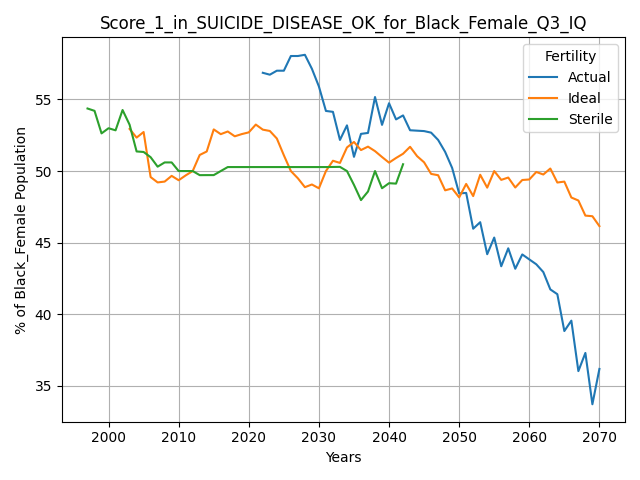 Score_1_in_SUICIDE_DISEASE_OK_for_Black_Female_Q3_IQ
Fertility
Actual
Ideal
Sterile
% of Black_Female Population
55
50
45
40
35
2000 2010 2020 2030 2040 2050 2060 2070
Years